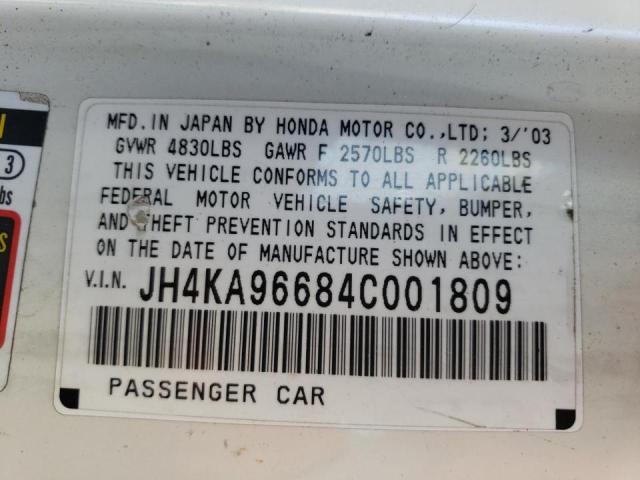 MFD. IN JAPAN BY HONDA MOTOR CO., LTD; 3/'03
GVWR 4830LBS GAWR F 2570LBS R 2260LBS
THIS VEHICLE CONFORMS TO ALL APPLICABLE
FEDERAL MOTOR VEHICLE SAFETY, BUMPER,
AND THEFT PREVENTION STANDARDS IN EFFECT
ON THE DATE OF MANUFACTURE SHOWN ABOVE:
V.I.N. JH4KA96684C001809
PASSENGER CAR
N
3
bs
S